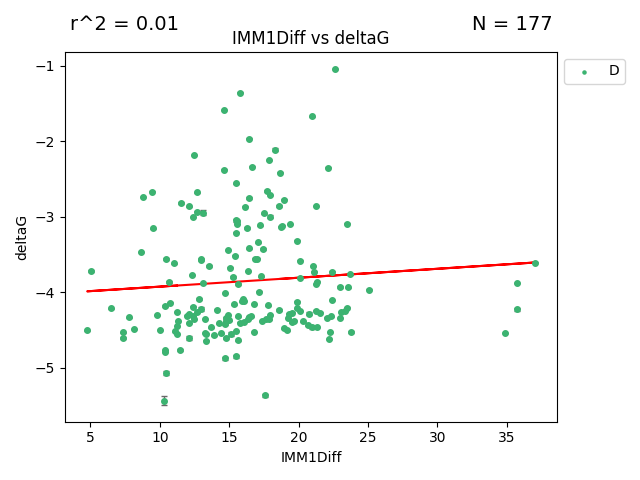 r^2 = 0.01
N = 177
IMM1Diff vs deltaG
D
−1
−2
−3
−4
−5
deltaG
5
10
15
20
25
30
35
IMM1Diff